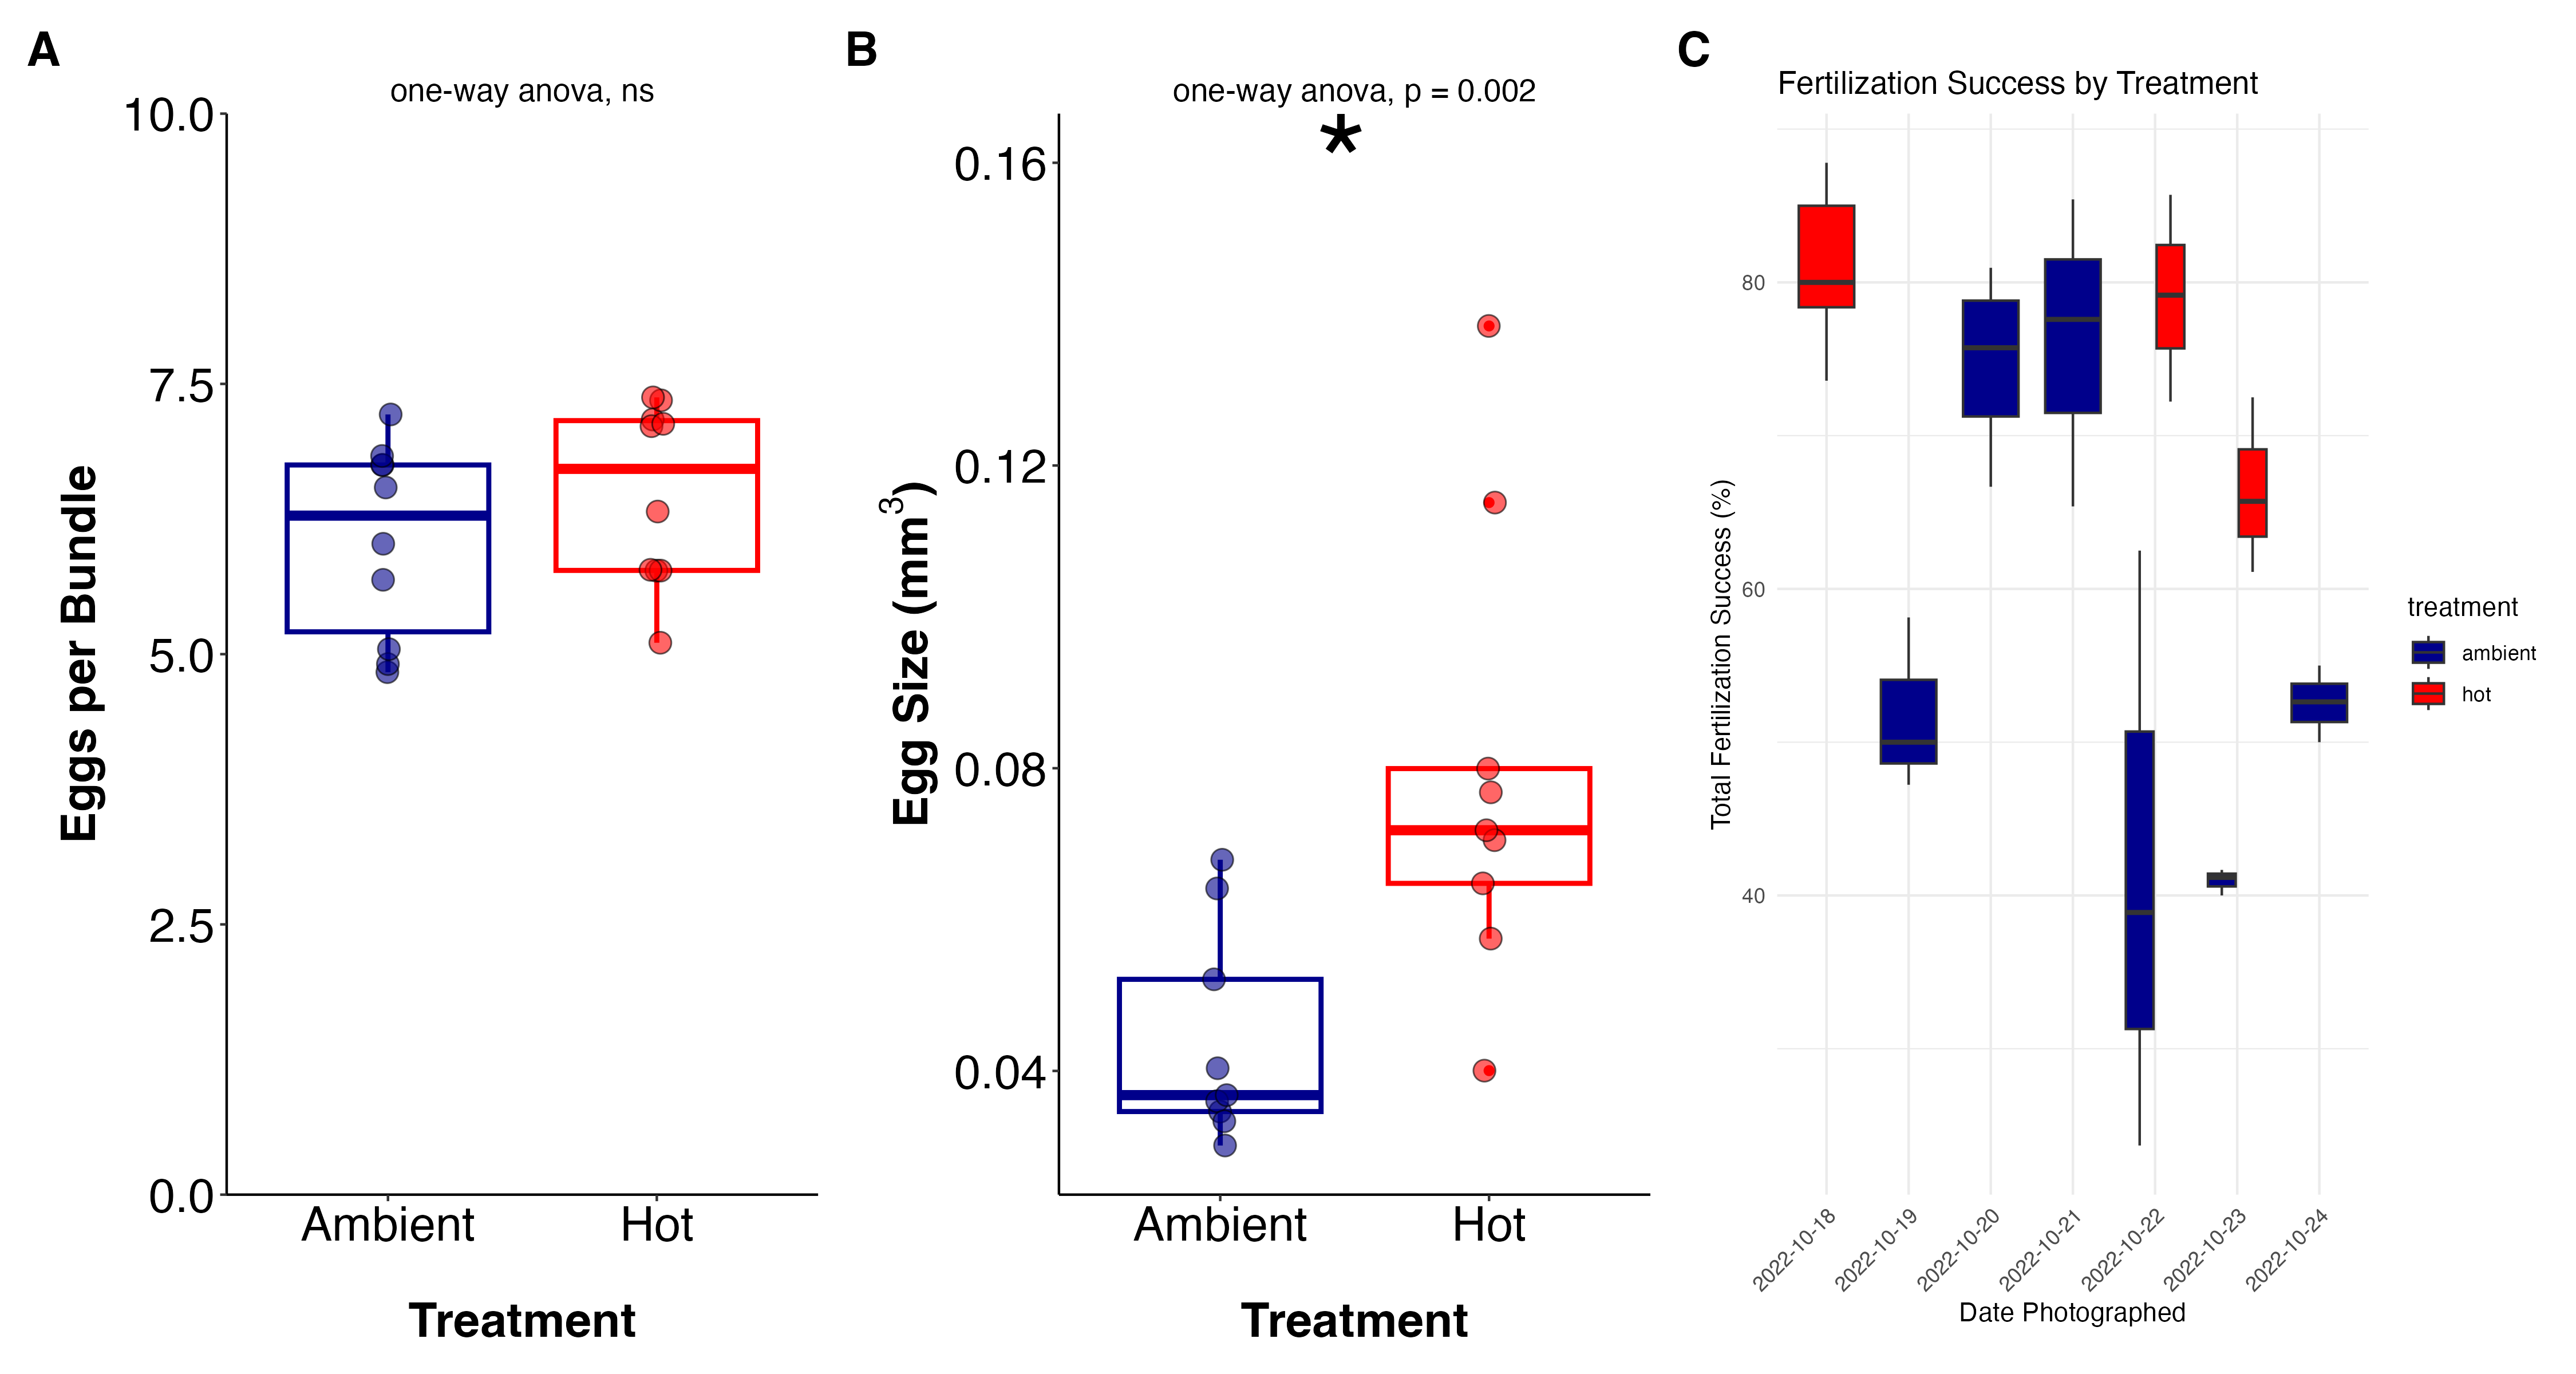 A
one-way anova, ns
Eggs per Bundle
10.0
7.5
5.0
2.5
0.0
Ambient
Hot
Treatment
B
one-way anova, p = 0.002
*
Egg Size (mm³)
0.16
0.12
0.08
0.04
Ambient
Hot
Treatment
C
Fertilization Success by Treatment
Total Fertilization Success (%)
80
60
40
2022-10-18
2022-10-19
2022-10-20
2022-10-21
2022-10-22
2022-10-23
2022-10-24
Date Photographed
treatment
ambient
hot